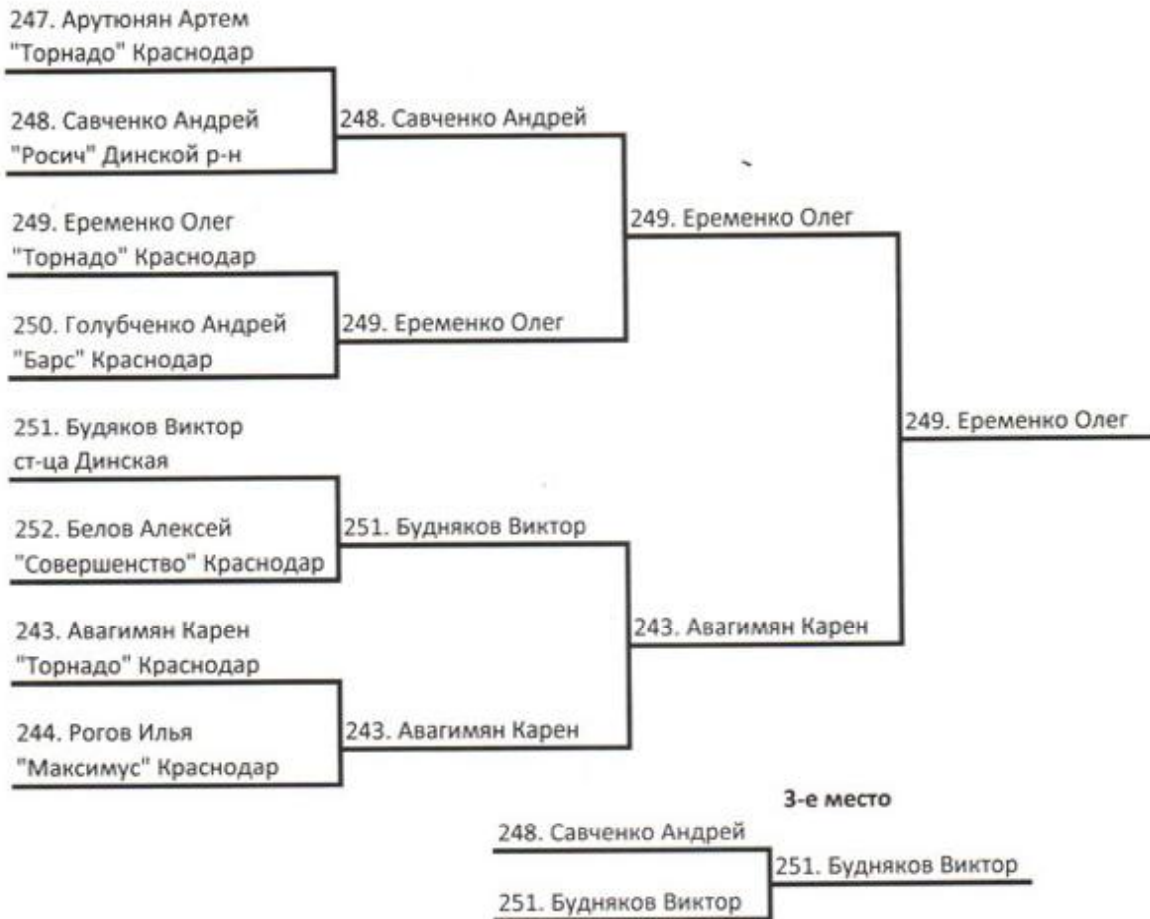 247. Арутюнян Артем
"Торнадо" Краснодар
248. Савченко Андрей
"Росич" Динской р-н
248. Савченко Андрей
249. Еременко Олег
"Торнадо" Краснодар
250. Голубченко Андрей
"Барс" Краснодар
249. Еременко Олег
249. Еременко Олег
251. Будяков Виктор
ст-ца Динская
252. Белов Алексей
"Совершенство" Краснодар
251. Будняков Виктор
243. Авагимян Карен
"Торнадо" Краснодар
244. Рогов Илья
"Максимус" Краснодар
243. Авагимян Карен
243. Авагимян Карен
249. Еременко Олег
3-е место
248. Савченко Андрей
251. Будняков Виктор
251. Будняков Виктор